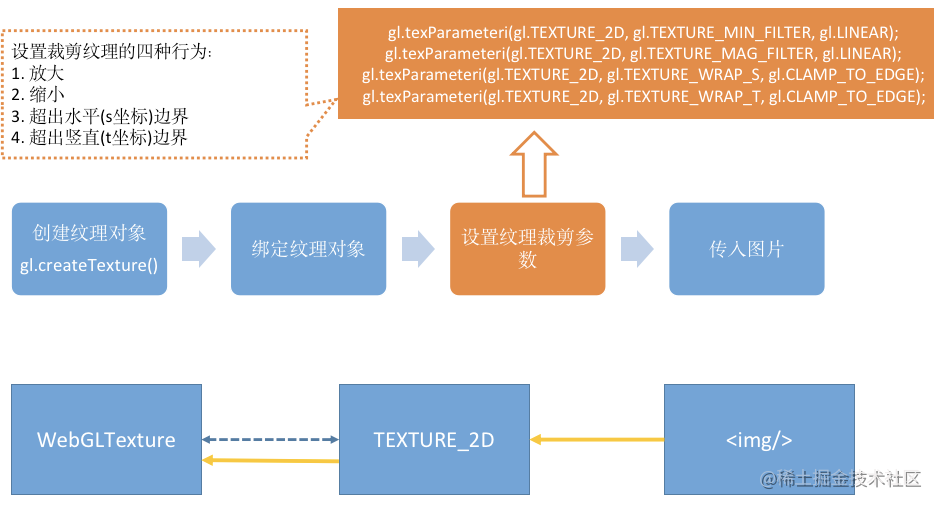 gl.texParameteri(gl.TEXTURE_2D, gl.TEXTURE_MIN_FILTER, gl.LINEAR);
gl.texParameteri(gl.TEXTURE_2D, gl.TEXTURE_MAG_FILTER, gl.LINEAR);
gl.texParameteri(gl.TEXTURE_2D, gl.TEXTURE_WRAP_S, gl.CLAMP_TO_EDGE);
gl.texParameteri(gl.TEXTURE_2D, gl.TEXTURE_WRAP_T, gl.CLAMP_TO_EDGE);
设置裁剪纹理的四种行为:
1. 放大
2. 缩小
3. 超出水平(s坐标)边界
4. 超出竖直(t坐标)边界
创建纹理对象
gl.createTexture()
绑定纹理对象
设置纹理裁剪参
数
传入图片
WebGLTexture
TEXTURE_2D
<img/>
@稀土掘金技术社区